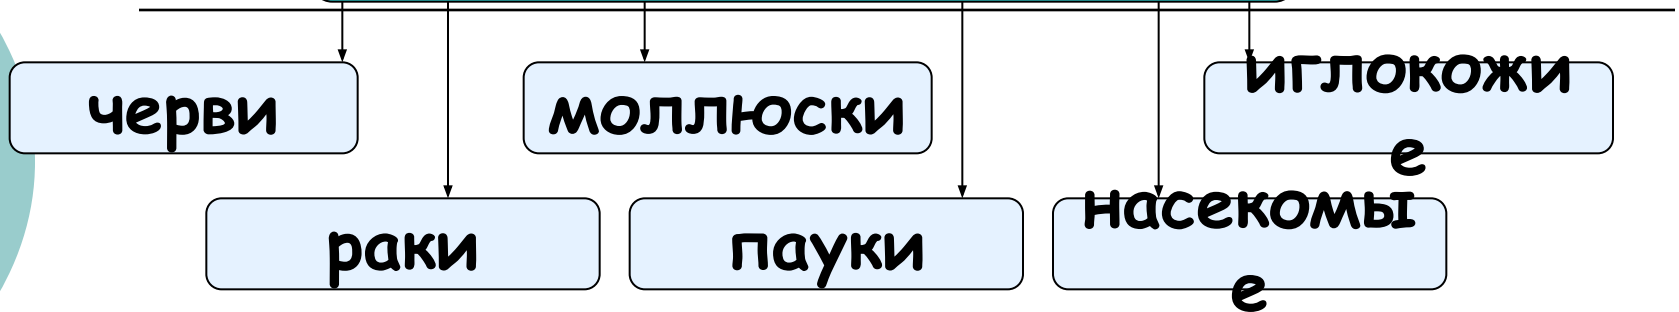 черви
моллюски
иглокожи
е
раки
пауки
насекомы
е